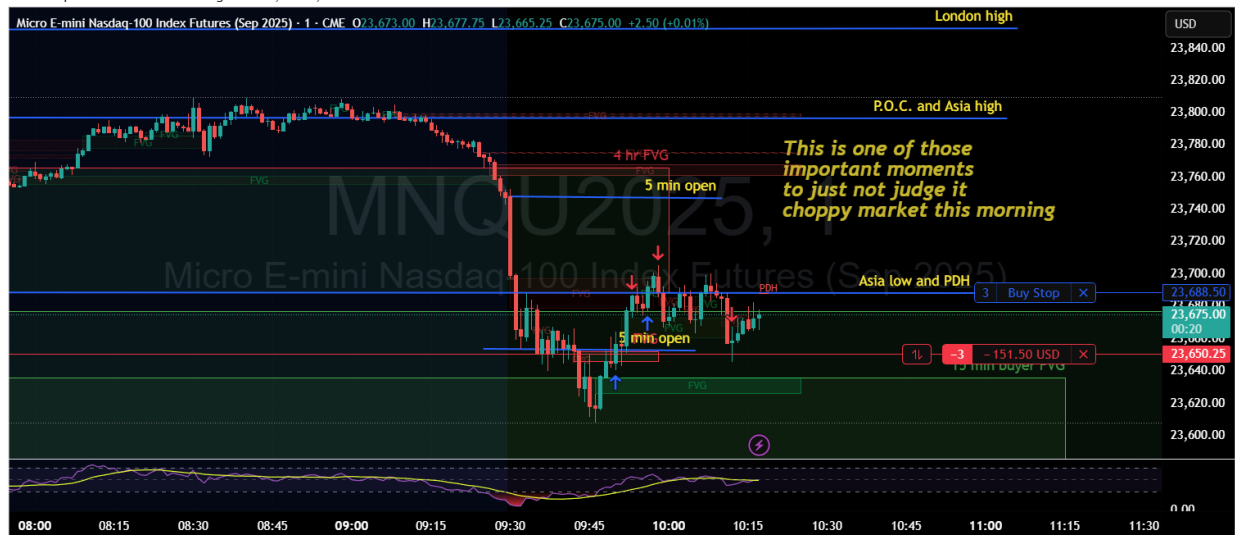 Micro E-mini Nasdaq-100 Index Futures (Sep 2025) · 1 · CME O23,673.00 H23,677.75 L23,665.25 C23,675.00 +2.50 (+0.01%)
London high
USD
23,840.00
23,820.00
P.O.C. and Asia high
23,800.00
FVG
FVG
FVG
23,780.00
This is one of those
important moments
to just not judge it
choppy market this morning
4 hr FVG
FVG
FVG
5 min open
23,760.00
23,740.00
MNQU2025, 1
23,720.00
Micro E-mini Nasdaq-100 Index Futures (Sep 2025)
23,700.00
Asia low and PDH
PDH
FVG
3 Buy Stop
23,688.50
23,680.00
FVG
23,675.00
00:20
FVG
FVG
5 min open
FVG
23,660.00
-3 -151.50 USD
23,650.25
15 min buyer FVG
23,640.00
FVG
23,620.00
23,600.00
0.00
08:00 08:15 08:30 08:45 09:00 09:15 09:30 09:45 10:00 10:15 10:30 10:45 11:00 11:15 11:30